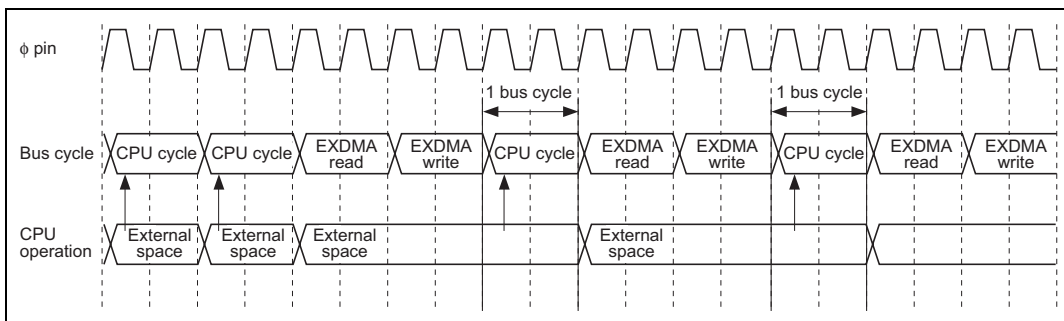 φ pin
1 bus cycle
1 bus cycle
Bus cycle
CPU cycle
CPU cycle
EXDMA
read
EXDMA
write
CPU cycle
EXDMA
read
EXDMA
write
CPU cycle
EXDMA
read
EXDMA
write
CPU
operation
External
space
External
space
External
space
External
space